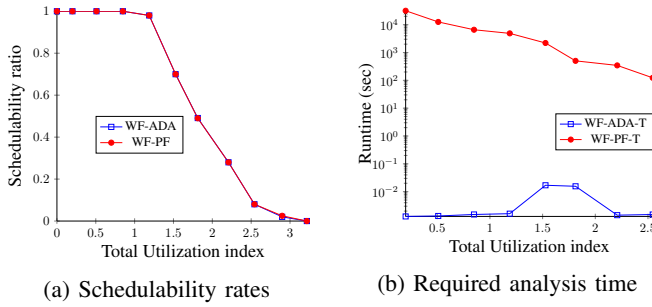 1
0.8
0.6
0.4
0.2
0
Schedulability ratio
WF-ADA
WF-PF
0 0.5 1 1.5 2 2.5 3
Total Utilization index
(a) Schedulability rates
10^4
10^3
10^2
10^1
10^0
10^−1
10^−2
Runtime (sec)
WF-ADA-T
WF-PF-T
0.5 1 1.5 2 2.5
Total Utilization index
(b) Required analysis time